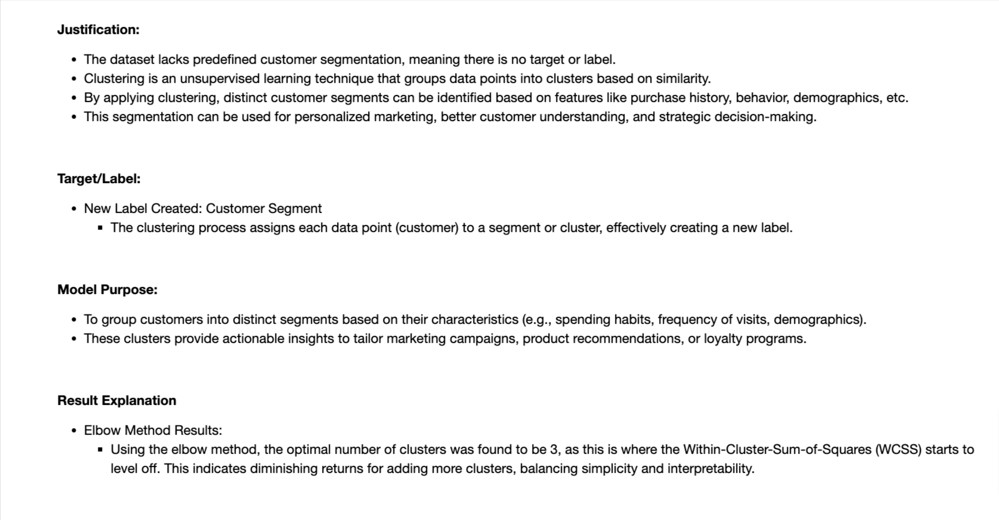 Justification:
• The dataset lacks predefined customer segmentation, meaning there is no target or label.
• Clustering is an unsupervised learning technique that groups data points into clusters based on similarity.
• By applying clustering, distinct customer segments can be identified based on features like purchase history, behavior, demographics, etc.
• This segmentation can be used for personalized marketing, better customer understanding, and strategic decision-making.
Target/Label:
• New Label Created: Customer Segment
▪ The clustering process assigns each data point (customer) to a segment or cluster, effectively creating a new label.
Model Purpose:
• To group customers into distinct segments based on their characteristics (e.g., spending habits, frequency of visits, demographics).
• These clusters provide actionable insights to tailor marketing campaigns, product recommendations, or loyalty programs.
Result Explanation
• Elbow Method Results:
▪ Using the elbow method, the optimal number of clusters was found to be 3, as this is where the Within-Cluster-Sum-of-Squares (WCSS) starts to
level off. This indicates diminishing returns for adding more clusters, balancing simplicity and interpretability.